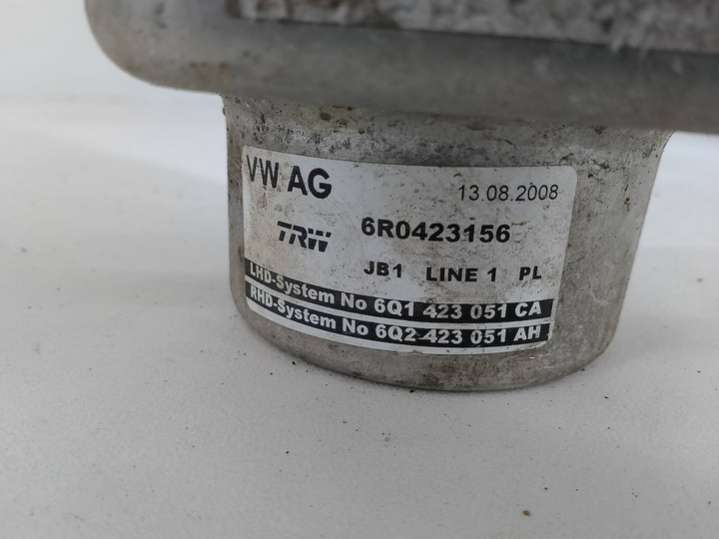 VW AG 13.08.2008
TRW 6R0423156
JB1 LINE 1 PL
LHD-System No 6Q1 423 051 CA
RHD-System No 6Q2 423 051 AH